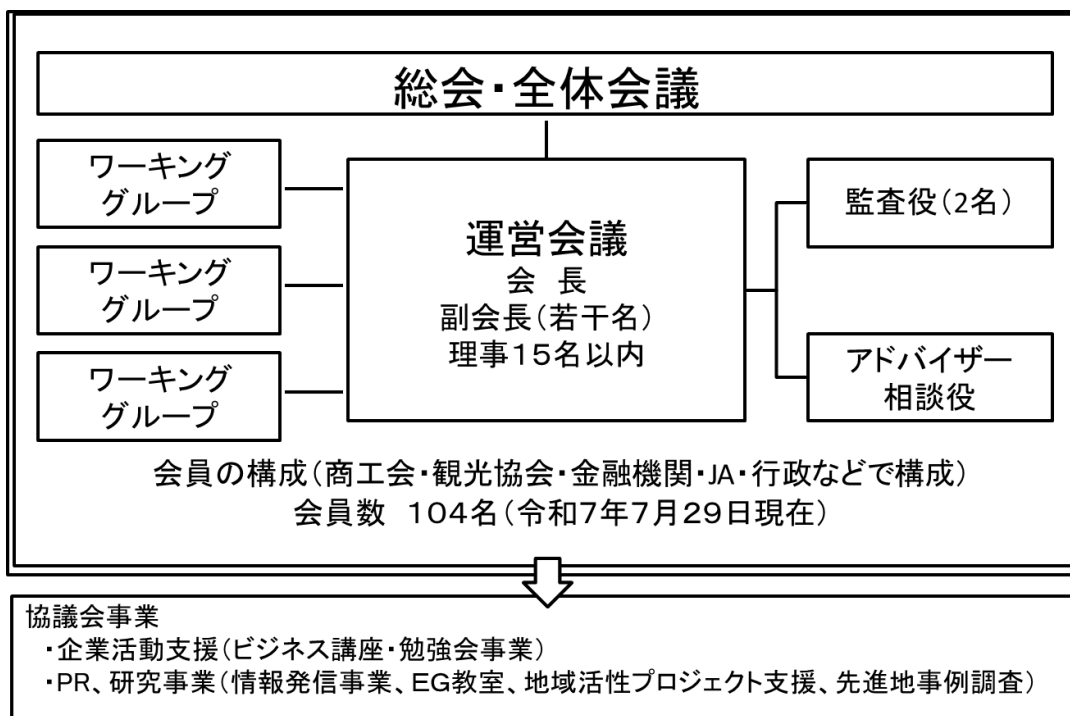 総会・全体会議
ワーキング
グループ
ワーキング
グループ
ワーキング
グループ
運営会議
会　長
副会長（若干名）
理事１５名以内
監査役（2名）
アドバイザー
相談役
会員の構成（商工会・観光協会・金融機関・JA・行政などで構成）
会員数　１０４名（令和７年７月２９日現在）
協議会事業
・企業活動支援（ビジネス講座・勉強会事業）
・PR、研究事業（情報発信事業、EG教室、地域活性プロジェクト支援、先進地事例調査）